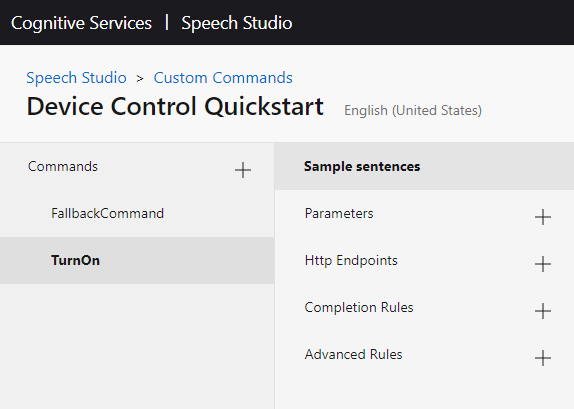 Cognitive Services | Speech Studio
Speech Studio > Custom Commands
Device Control Quickstart English (United States)
Commands
FallbackCommand
TurnOn
Sample sentences
Parameters
Http Endpoints
Completion Rules
Advanced Rules